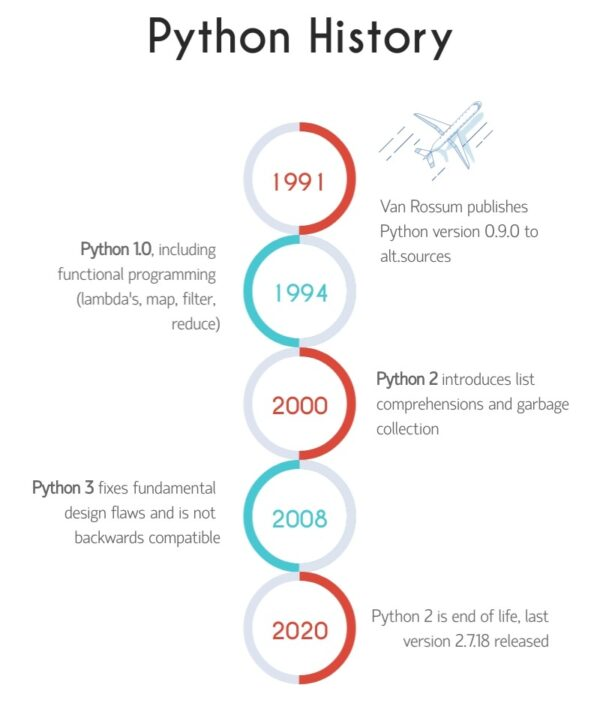 Python History
1991
Van Rossum publishes
Python version 0.9.0 to
alt.sources
Python 1.0, including
functional programming
(lambda's, map, filter,
reduce)
1994
2000
Python 2 introduces list
comprehensions and garbage
collection
Python 3 fixes fundamental
design flaws and is not
backwards compatible
2008
2020
Python 2 is end of life, last
version 2.7.18 released